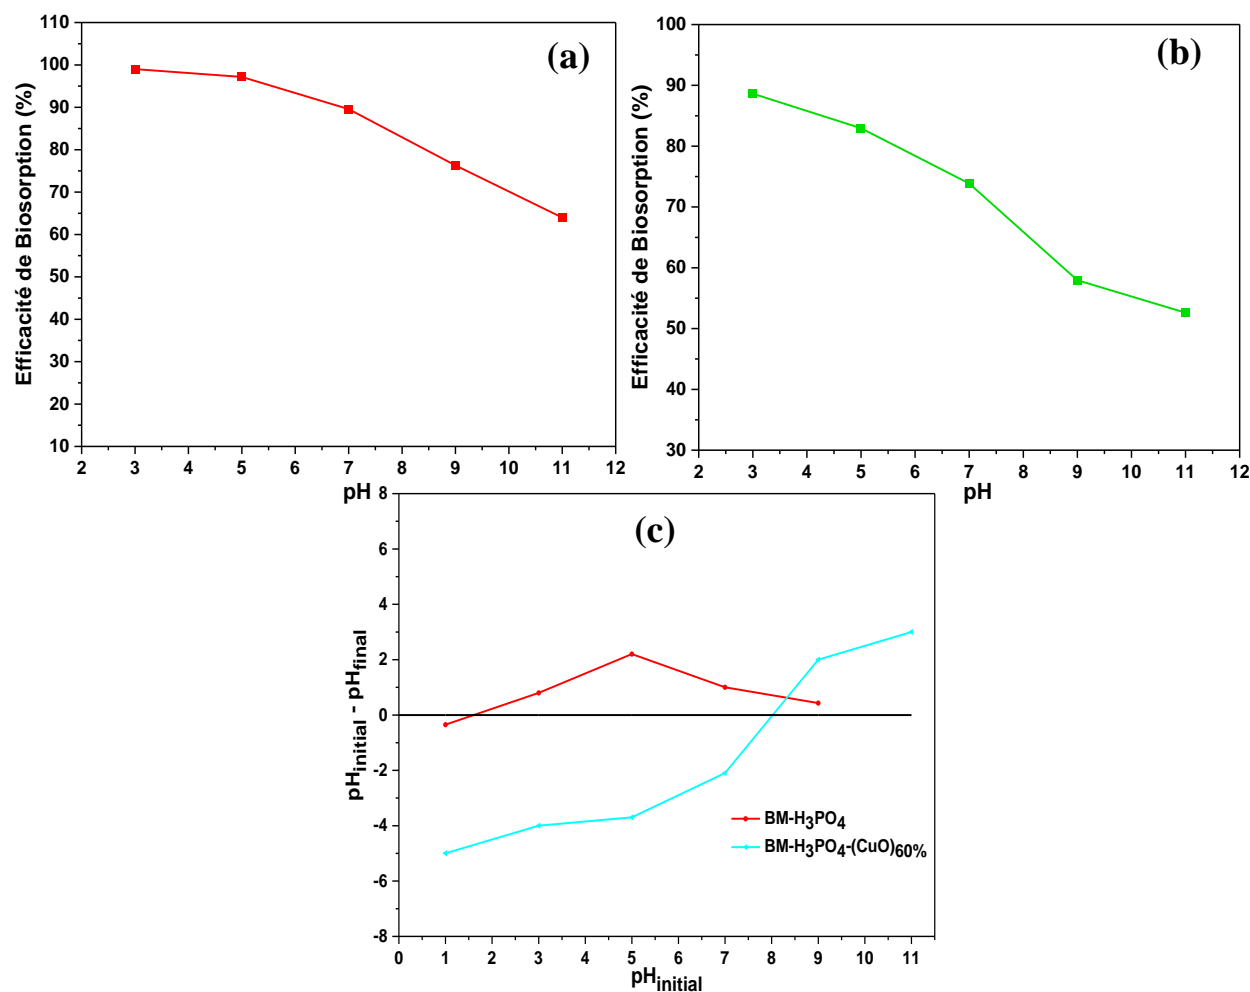 (a)
Efficacité de Biosorption (%)
110
100
90
80
70
60
50
40
30
20
10
2 3 4 5 6 7 8 9 10 11 12
pH
(b)
Efficacité de Biosorption (%)
100
90
80
70
60
50
40
30
2 3 4 5 6 7 8 9 10 11 12
pH
(c)
pHinitial - pHfinal
8
6
4
2
0
-2
-4
-6
-8
BM-H3PO4
BM-H3PO4-(CuO)60%
0 1 2 3 4 5 6 7 8 9 10 11
pHinitial